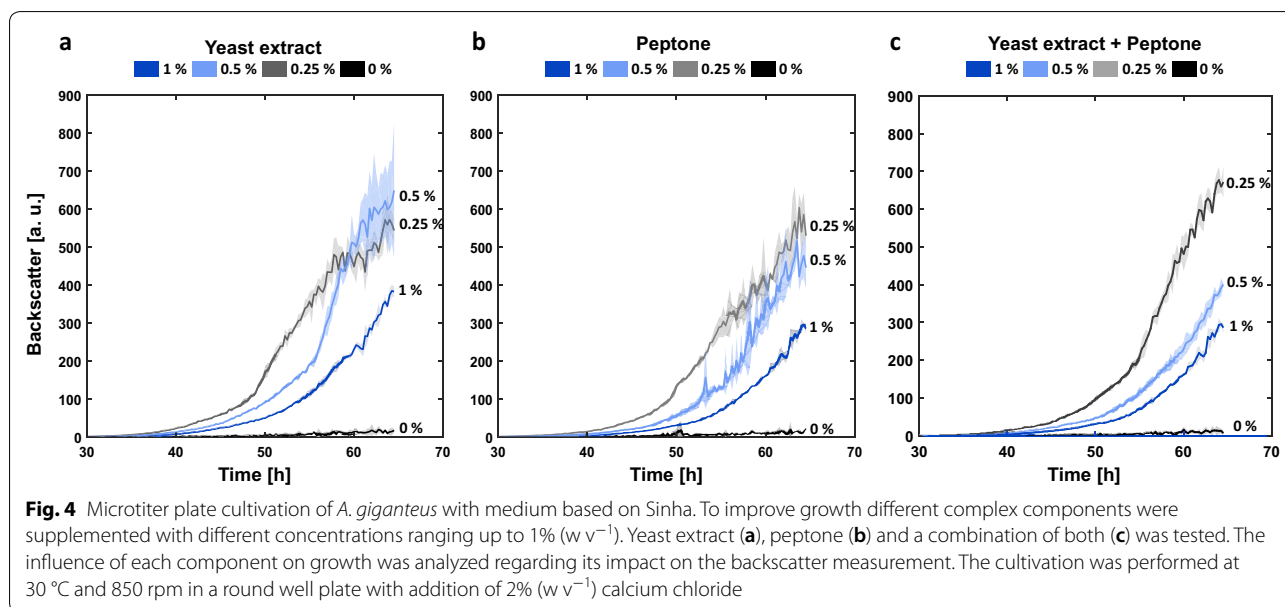 a
Yeast extract
1 % 0.5 % 0.25 % 0 %
900
800
700
600
500
400
300
200
100
0
Backscatter [a. u.]
0.5 %
0.25 %
1 %
0 %
30 40 50 60 70
Time [h]
b
Peptone
1 % 0.5 % 0.25 % 0 %
900
800
700
600
500
400
300
200
100
0
0.25 %
0.5 %
1 %
0 %
30 40 50 60 70
Time [h]
c
Yeast extract + Peptone
1 % 0.5 % 0.25 % 0 %
900
800
700
600
500
400
300
200
100
0
0.25 %
0.5 %
1 %
0 %
30 40 50 60 70
Time [h]
Fig. 4 Microtiter plate cultivation of A. giganteus with medium based on Sinha. To improve growth different complex components were
supplemented with different concentrations ranging up to 1% (w v−1). Yeast extract (a), peptone (b) and a combination of both (c) was tested. The
influence of each component on growth was analyzed regarding its impact on the backscatter measurement. The cultivation was performed at
30 °C and 850 rpm in a round well plate with addition of 2% (w v−1) calcium chloride